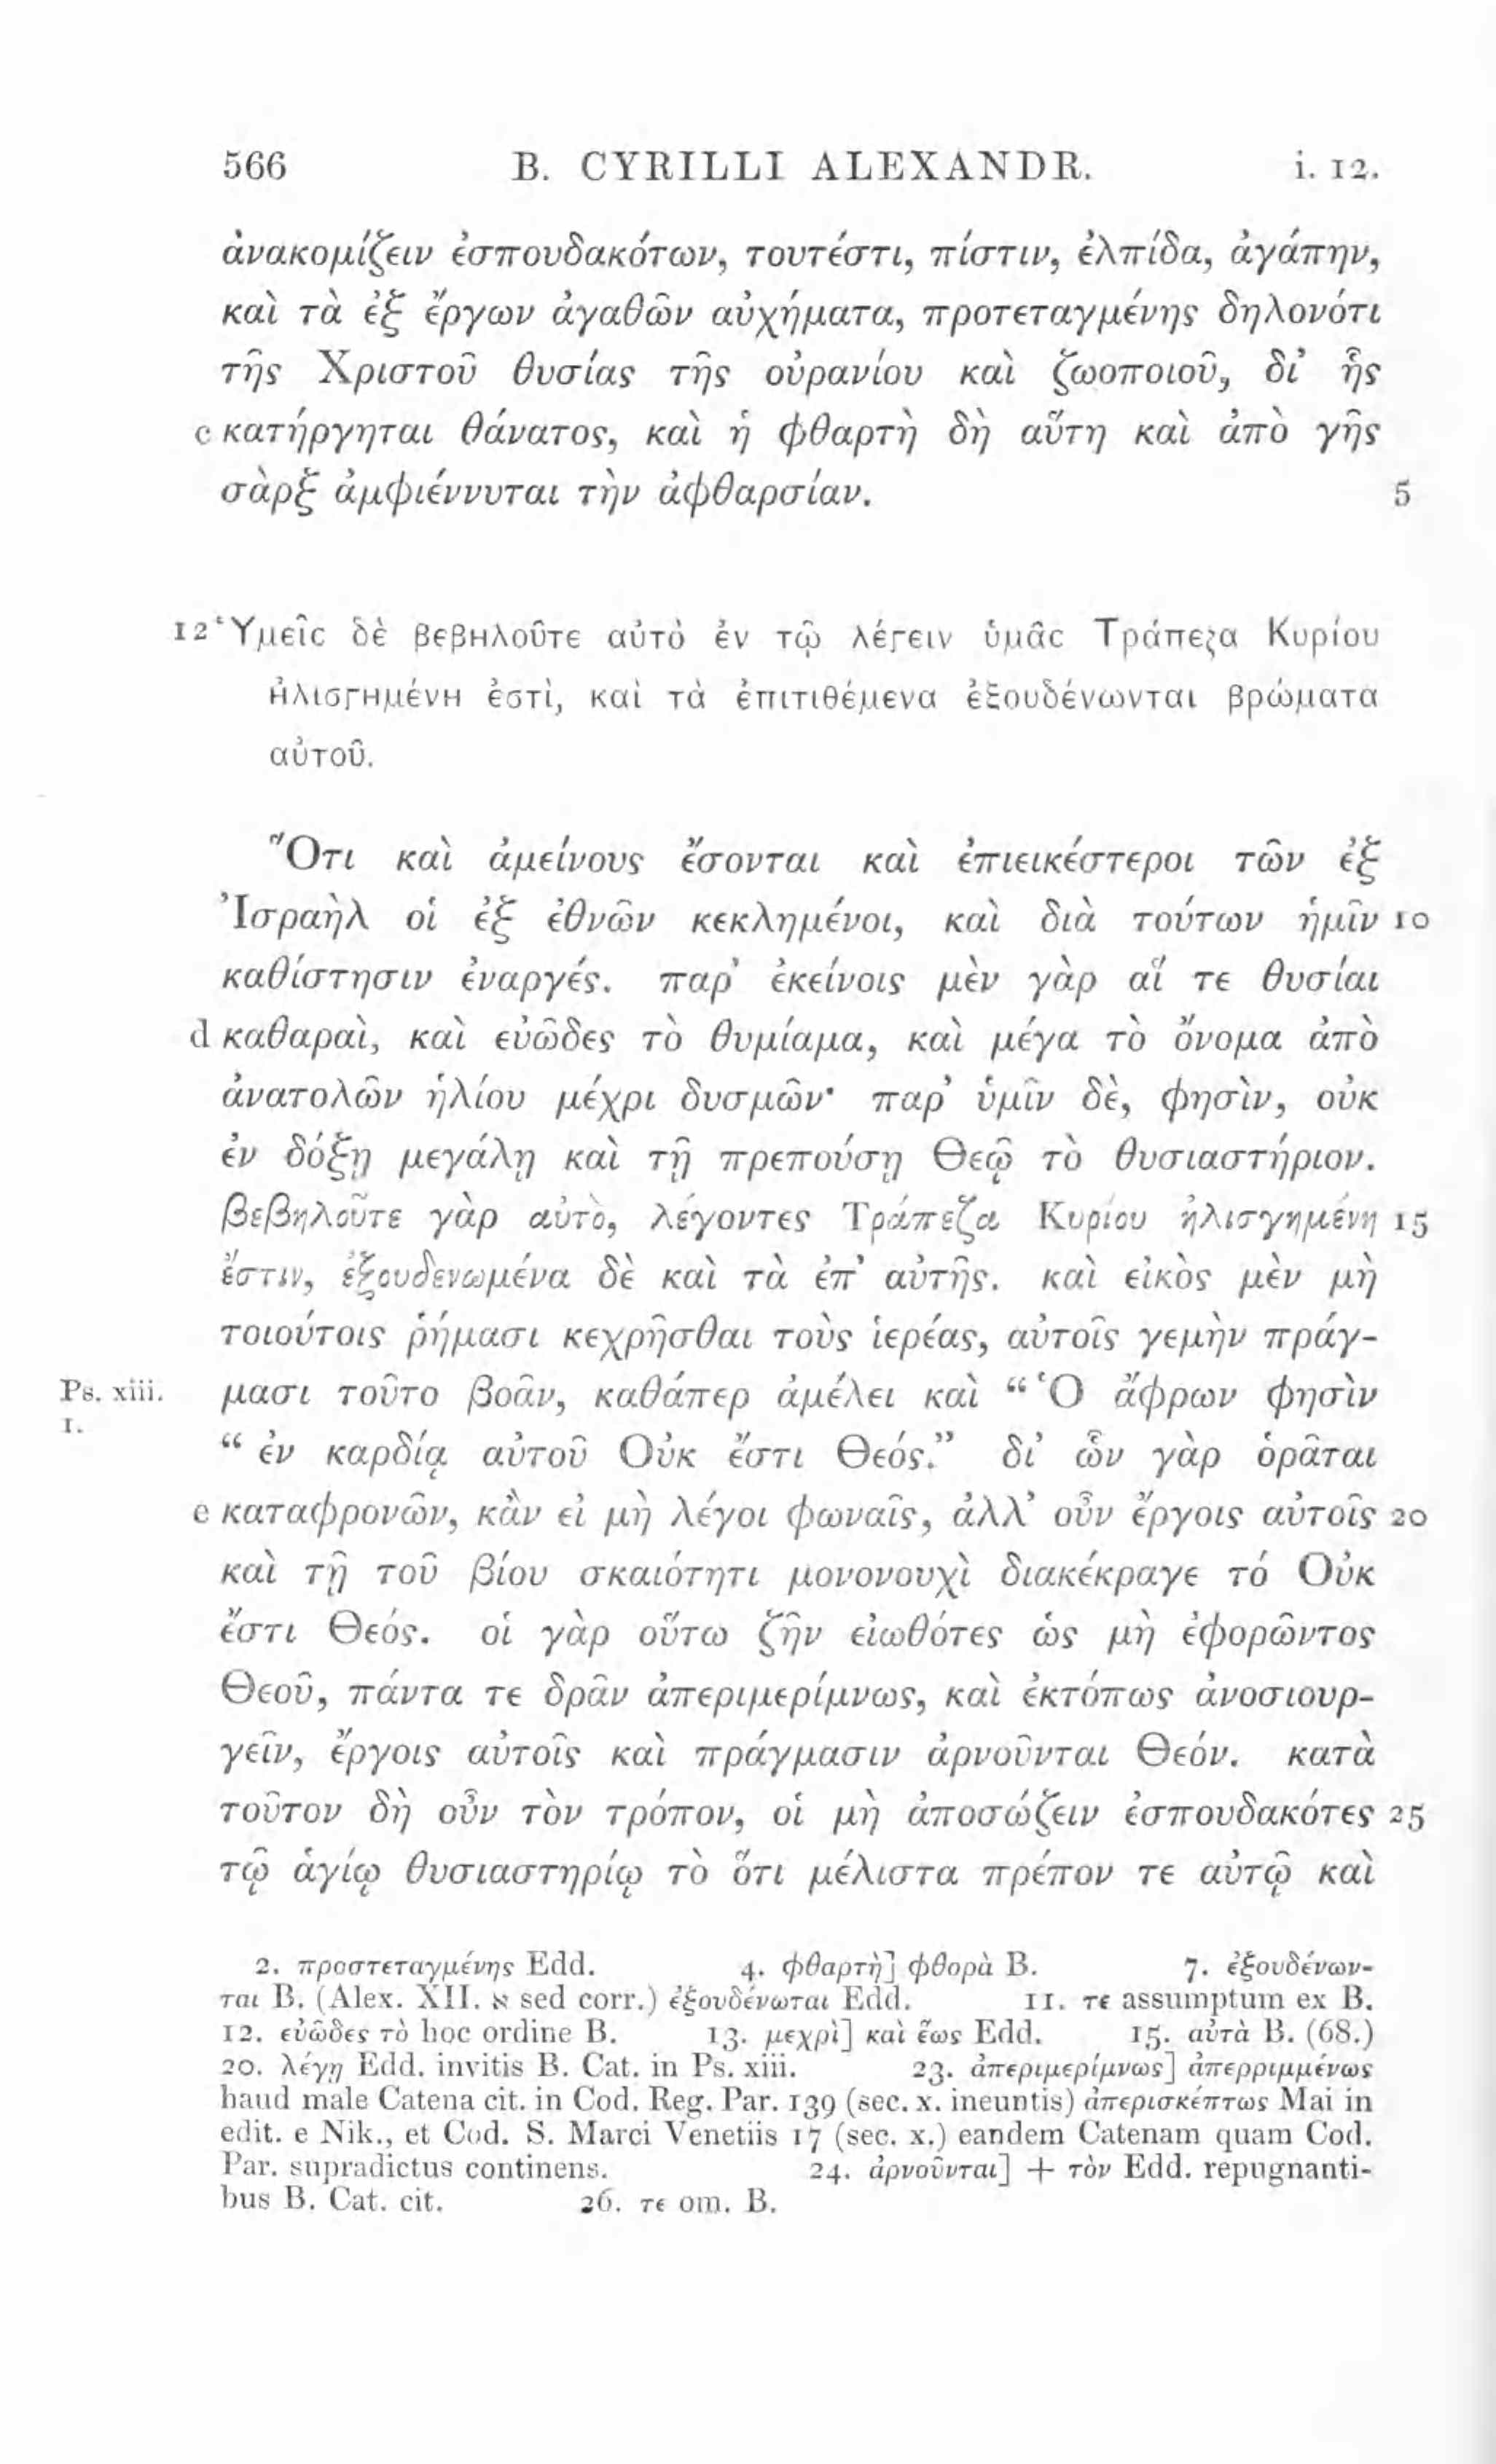 566 B. CYRILLI ALEXANDR. i. 12.
ἀνακομίζειν ἐσπουδακότων, τουτέστι, πίστιν, ἐλπίδα, ἀγάπην,
καὶ τὰ ἐξ ἔργων ἀγαθῶν αὐχήματα, προτεταγμένης δηλονότι
τῆς Χριστοῦ θυσίας τῆς οὐρανίου καὶ ζωοποιοῦ, δι᾽ ἧς
c κατήργηται θάνατος, καὶ ἡ φθαρτὴ δὴ αὕτη καὶ ἀπὸ γῆς
σὰρξ ἀμφιέννυται τὴν ἀφθαρσίαν. 5
12 Ὑμεῖς δὲ βεβηλοῦτε αὐτὸ ἐν τῷ λέγειν ὑμᾶς Τράπεζα Κυρίου
ἠλισγημένη ἐστὶ, καὶ τὰ ἐπιτιθέμενα ἐξουδένωνται βρώματα
αὐτοῦ.
Ὅτι καὶ ἀμείνους ἔσονται καὶ ἐπιεικέστεροι τῶν ἐξ
Ἰσραὴλ οἱ ἐξ ἐθνῶν κεκλημένοι, καὶ διὰ τούτων ἡμῖν 10
καθίστησιν ἐναργές. παρ᾽ ἐκείνοις μὲν γὰρ αἵ τε θυσίαι
d καθαραὶ, καὶ εὐῶδες τὸ θυμίαμα, καὶ μέγα τὸ ὄνομα ἀπὸ
ἀνατολῶν ἡλίου μέχρι δυσμῶν· παρ᾽ ὑμῖν δὲ, φησὶν, οὐκ
ἐν δόξῃ μεγάλῃ καὶ τῇ πρεπούσῃ Θεῷ τὸ θυσιαστήριον.
βεβηλοῦτε γὰρ αὐτὸ, λέγοντες Τράπεζα Κυρίου ἠλισγημένη 15
ἔστιν, ἐξουδενωμένα δὲ καὶ τὰ ἐπ᾽ αὐτῆς. καὶ εἰκὸς μὲν μὴ
τοιούτοις ῥήμασι κεχρῆσθαι τοὺς ἱερέας, αὐτοῖς γεμὴν πράγ-
Ps. xiii. μασι τοῦτο βοᾶν, καθάπερ ἀμέλει καὶ “ Ὁ ἄφρων φησὶν
1. “ ἐν καρδίᾳ αὐτοῦ Οὐκ ἔστι Θεός.” δι᾽ ὧν γὰρ ὁρᾶται
e καταφρονῶν, κἂν εἰ μὴ λέγοι φωναῖς, ἀλλ᾽ οὖν ἔργοις αὐτοῖς 20
καὶ τῇ τοῦ βίου σκαιότητι μονονουχὶ διακέκραγε τό Οὐκ
ἔστι Θεός. οἱ γὰρ οὕτω ζῆν εἰωθότες ὡς μὴ ἐφορῶντος
Θεοῦ, πάντα τε δρᾶν ἀπεριμερίμνως, καὶ ἐκτόπως ἀνοσιουρ-
γεῖν, ἔργοις αὐτοῖς καὶ πράγμασιν ἀρνοῦνται Θεόν. κατὰ
τοῦτον δὴ οὖν τὸν τρόπον, οἱ μὴ ἀποσώζειν ἐσπουδακότες 25
τῷ ἁγίῳ θυσιαστηρίῳ τὸ ὅτι μέλιστα πρέπον τε αὐτῷ καὶ
2. προστεταγμένης Edd. 4. φθαρτὴ] φθορὰ B. 7. ἐξουδένων-
ται B. (Alex. XII. א sed corr.) ἐξουδένωται Edd. 11. τε assumptum ex B.
12. εὐῶδες τὸ hoc ordine B. 13. μεχρὶ] καὶ ἕως Edd. 15. αὐτὰ B. (68.)
20. λέγῃ Edd. invitis B. Cat. in Ps. xiii. 23. ἀπεριμερίμνως] ἀπερριμμένως
haud male Catena cit. in Cod. Reg. Par. 139 (sec. x. ineuntis) ἀπερισκέπτως Mai in
edit. e Nik., et Cod. S. Marci Venetiis 17 (sec. x.) eandem Catenam quam Cod.
Par. supradictus continens. 24. ἀρνοῦνται] + τὸν Edd. repugnanti-
bus B. Cat. cit. 26. τε om. B.